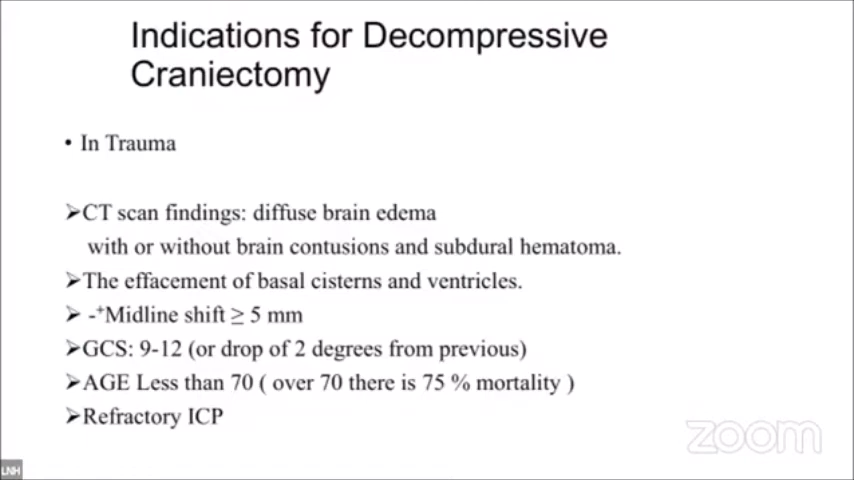 Indications for Decompressive
Craniectomy
• In Trauma
➢CT scan findings: diffuse brain edema
with or without brain contusions and subdural hematoma.
➢The effacement of basal cisterns and ventricles.
➢ -⁺Midline shift ≥ 5 mm
➢GCS: 9-12 (or drop of 2 degrees from previous)
➢AGE Less than 70 ( over 70 there is 75 % mortality )
➢Refractory ICP
zoom
LNH